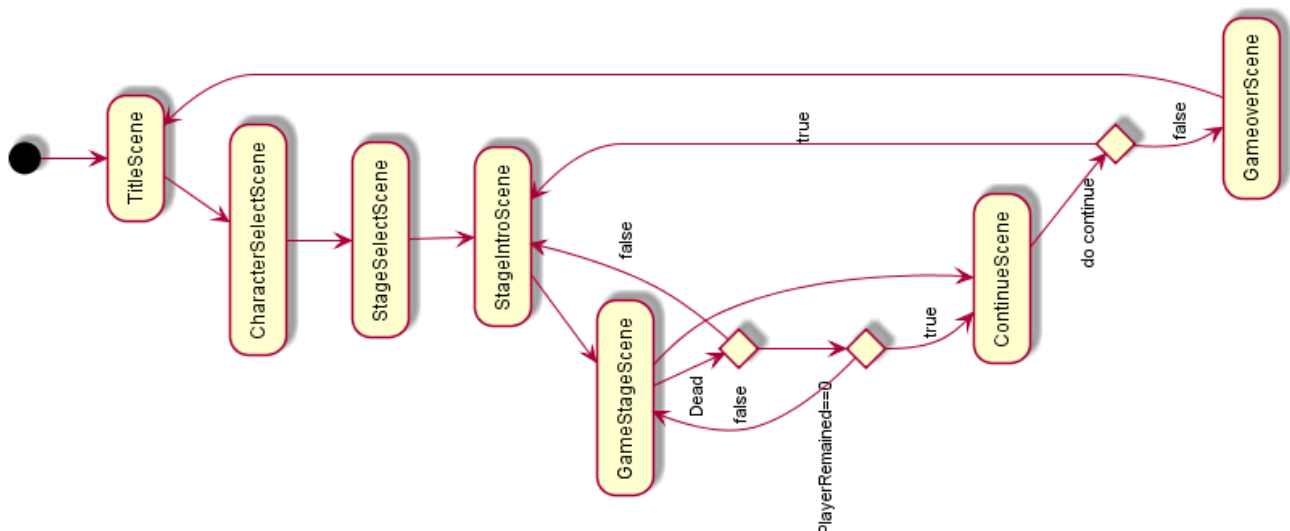 TitleScene
CharacterSelectScene
StageSelectScene
StageIntroScene
GameStageScene
Dead
false
false
PlayerRemained==0
true
ContinueScene
do continue
true
false
GameoverScene